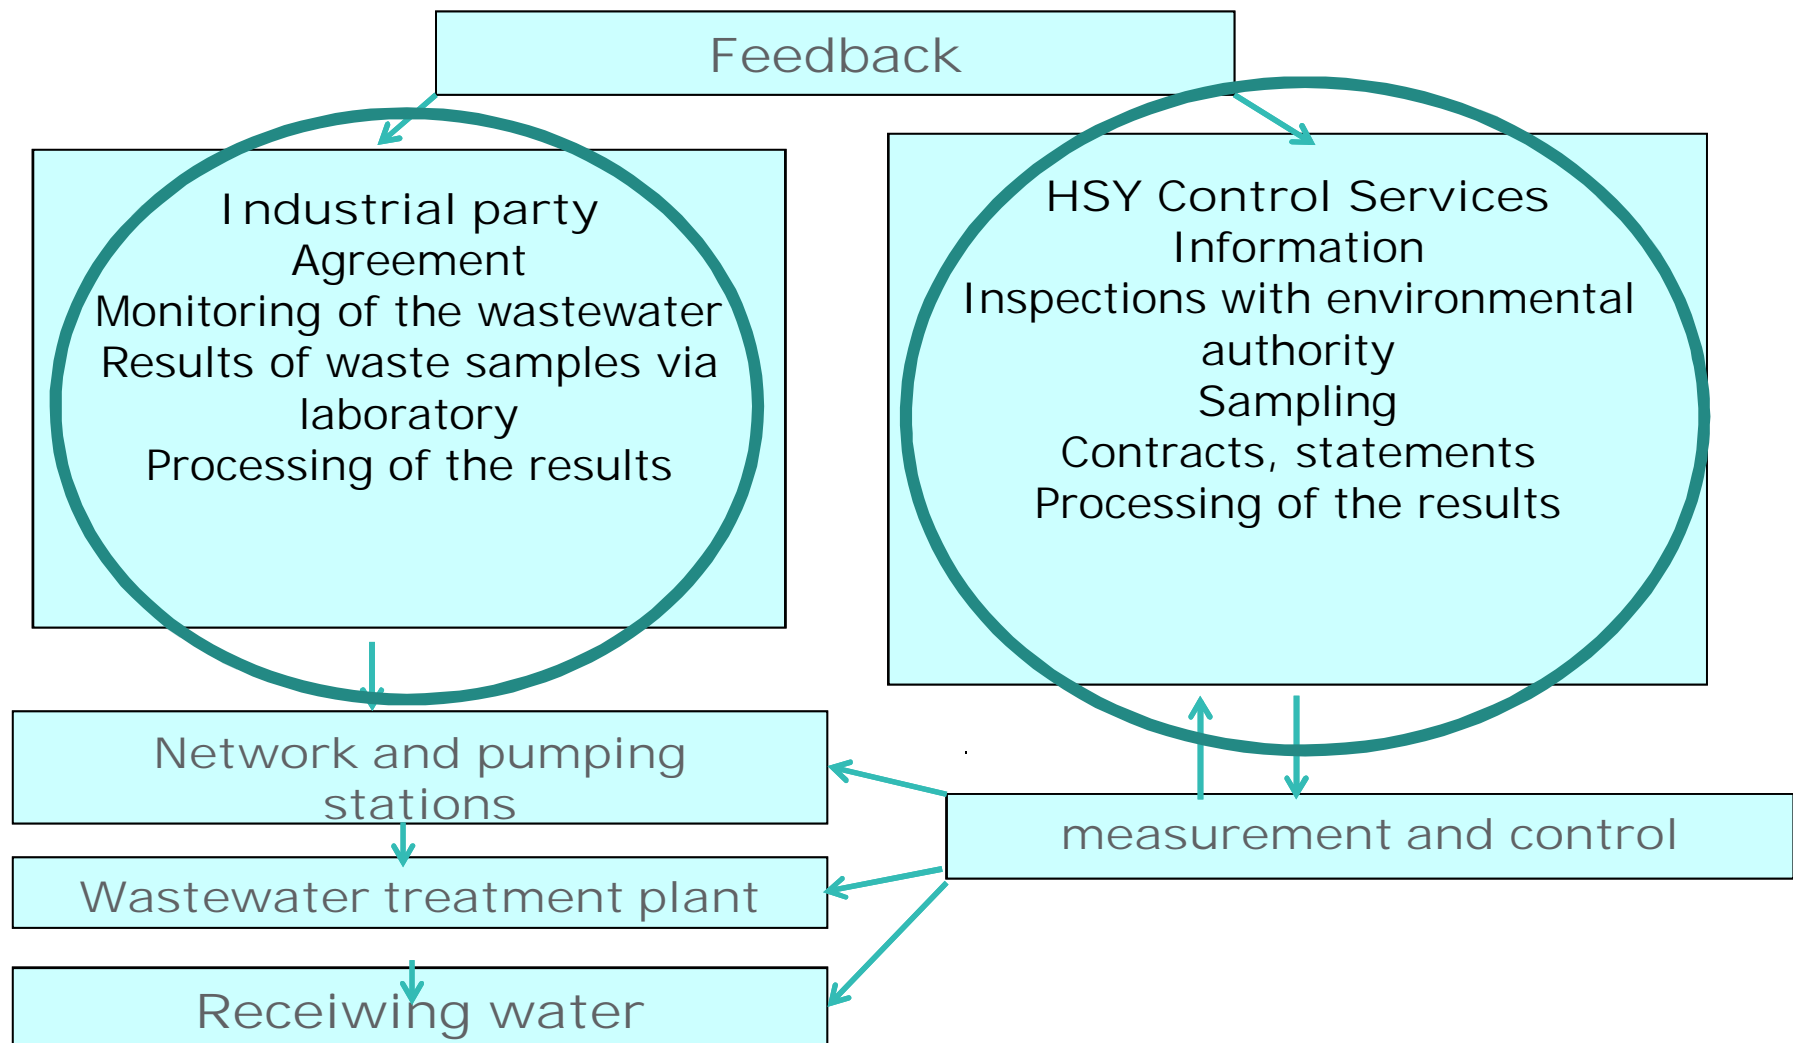 Feedback
Industrial party
Agreement
Monitoring of the wastewater
Results of waste samples via
laboratory
Processing of the results
HSY Control Services
Information
Inspections with environmental
authority
Sampling
Contracts, statements
Processing of the results
Network and pumping
stations
measurement and control
Wastewater treatment plant
Receiwing water